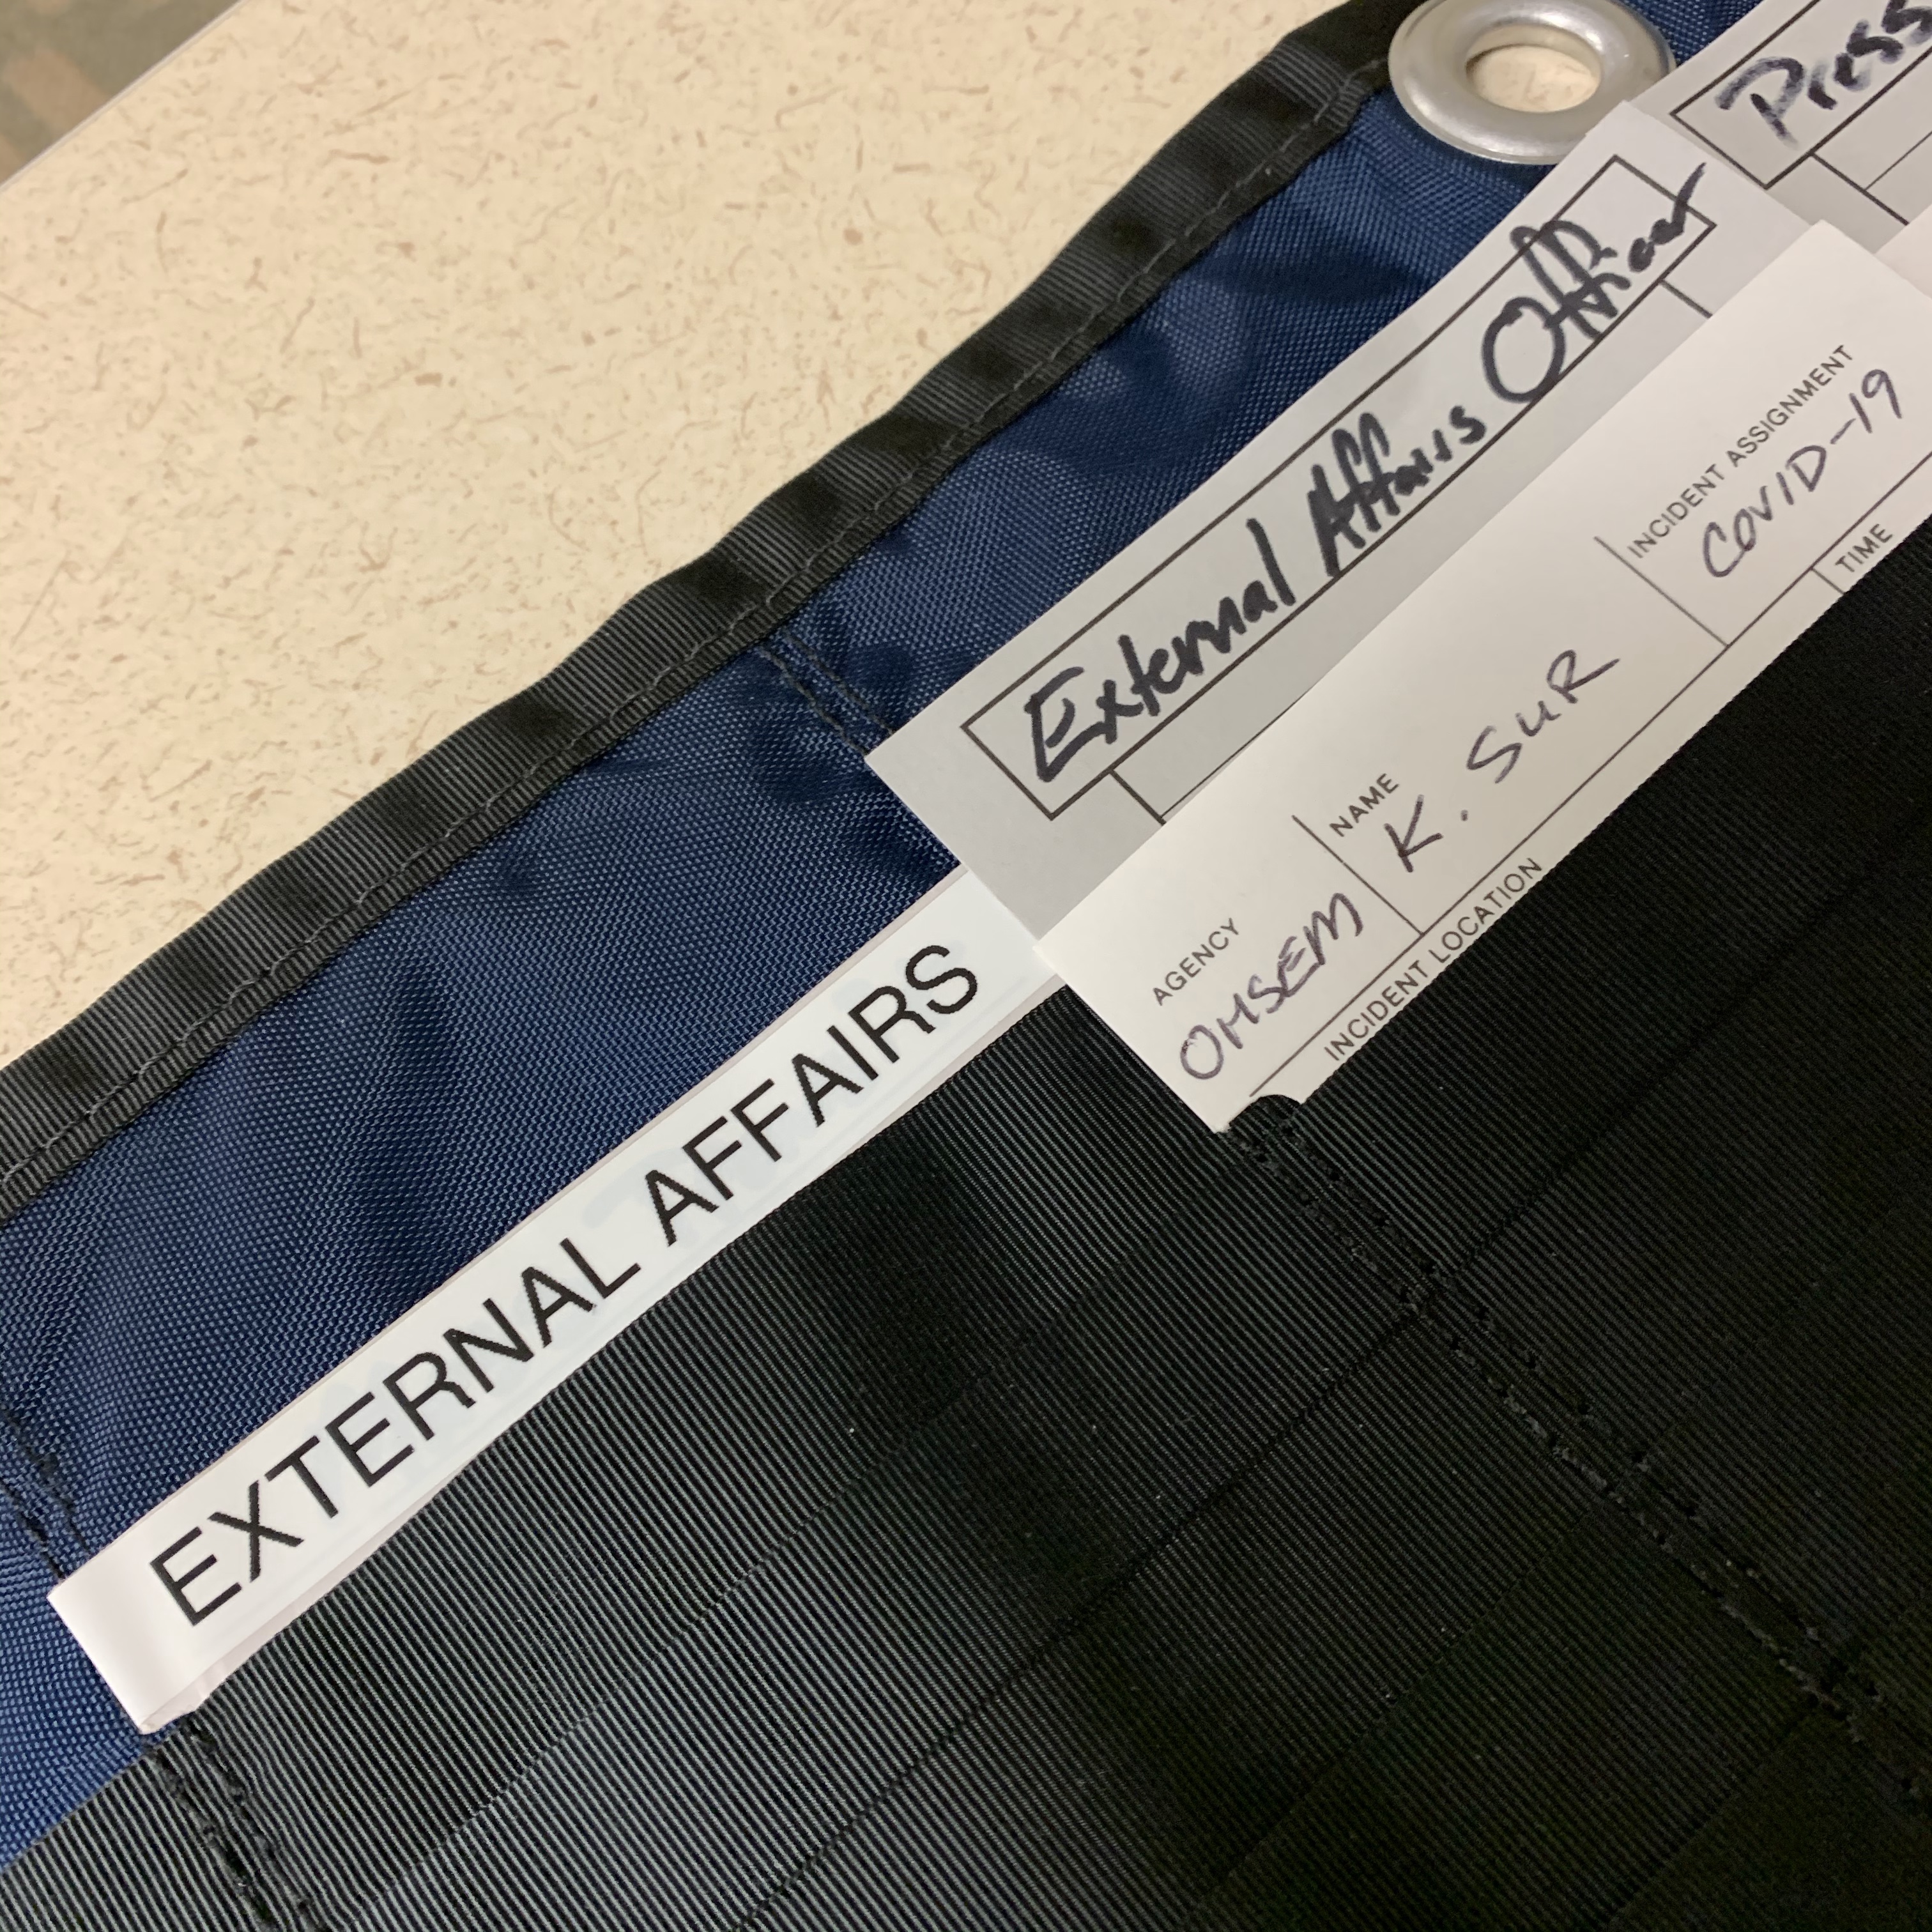 Press
External Affairs Officer
AGENCY
OHSEM
NAME
K. SUR
INCIDENT ASSIGNMENT
COVID-19
INCIDENT LOCATION
TIME
EXTERNAL AFFAIRS